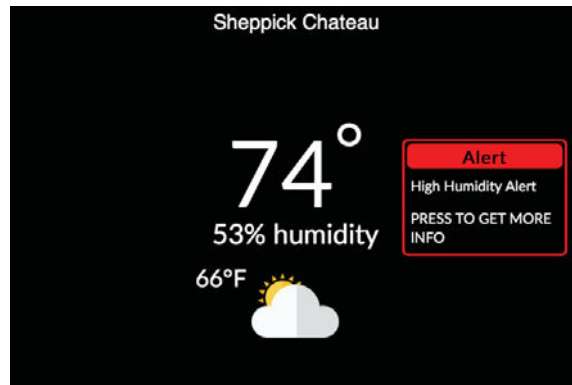 Sheppick Chateau
74°
53% humidity
66°F
Alert
High Humidity Alert
PRESS TO GET MORE
INFO